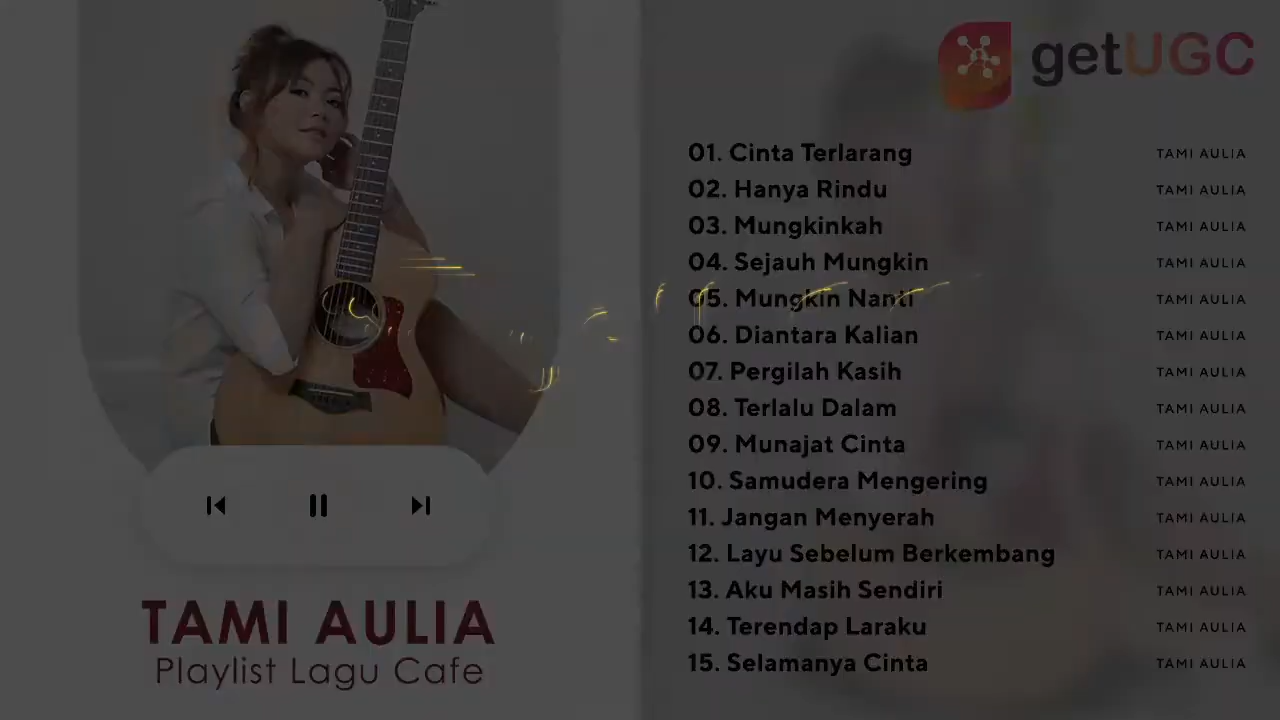 getUGC
01. Cinta Terlarang TAMI AULIA
02. Hanya Rindu TAMI AULIA
03. Mungkinkah TAMI AULIA
04. Sejauh Mungkin TAMI AULIA
05. Mungkin Nanti TAMI AULIA
06. Diantara Kalian TAMI AULIA
07. Pergilah Kasih TAMI AULIA
08. Terlalu Dalam TAMI AULIA
09. Munajat Cinta TAMI AULIA
10. Samudera Mengering TAMI AULIA
11. Jangan Menyerah TAMI AULIA
12. Layu Sebelum Berkembang TAMI AULIA
13. Aku Masih Sendiri TAMI AULIA
14. Terendap Laraku TAMI AULIA
15. Selamanya Cinta TAMI AULIA
TAMI AULIA
Playlist Lagu Cafe